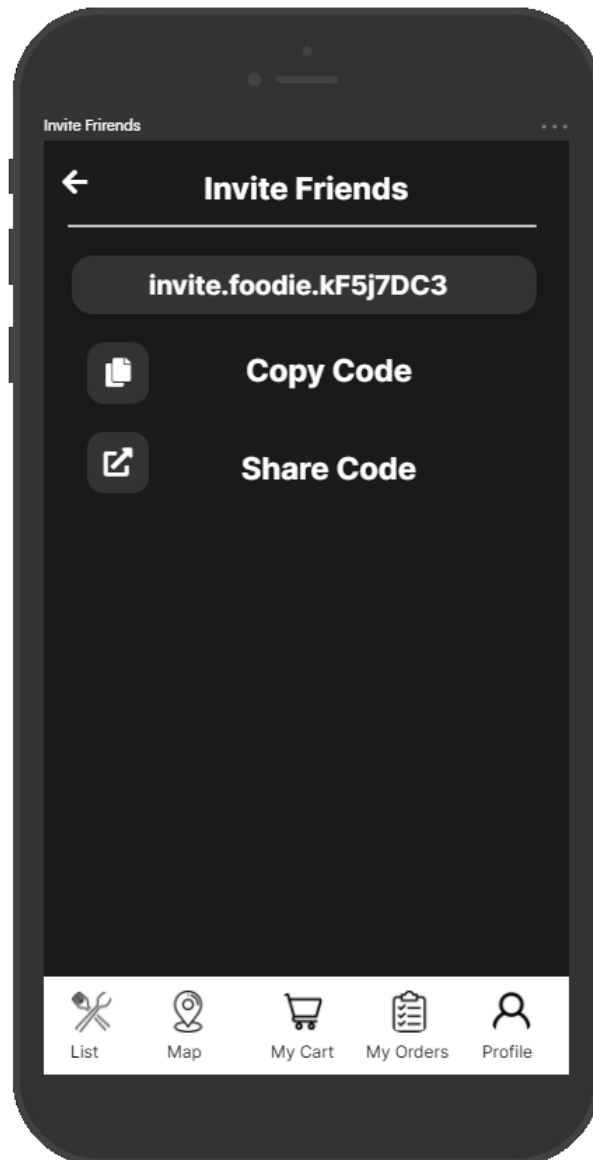 Invite Frirends
Invite Friends
invite.foodie.kF5j7DC3
Copy Code
Share Code
List Map My Cart My Orders Profile